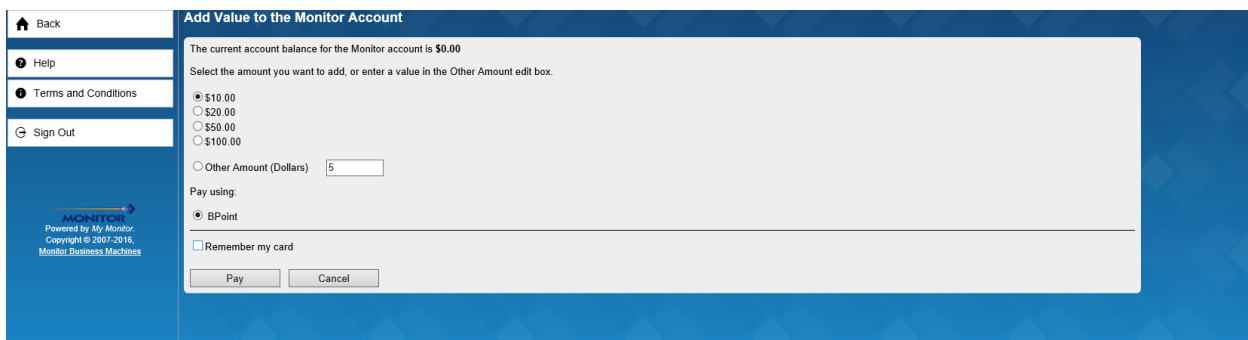 Back
Help
Terms and Conditions
Sign Out
MONITOR
Powered by My Monitor.
Copyright © 2007-2016,
Monitor Business Machines
Add Value to the Monitor Account
The current account balance for the Monitor account is $0.00
Select the amount you want to add, or enter a value in the Other Amount edit box.
$10.00
$20.00
$50.00
$100.00
Other Amount (Dollars) 5
Pay using:
BPoint
Remember my card
Pay Cancel